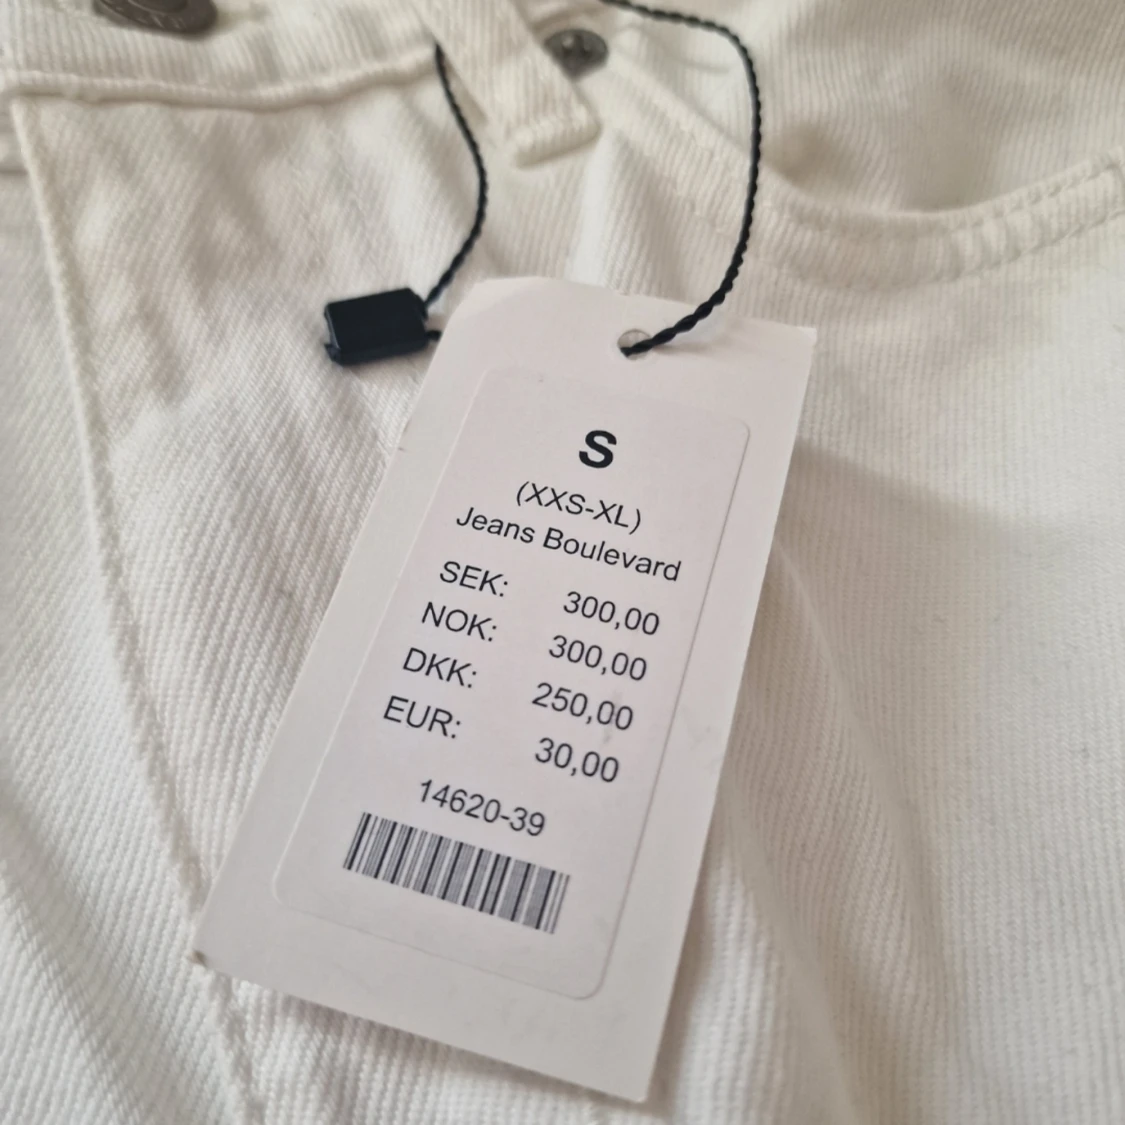 S
(XXS-XL)
Jeans Boulevard
SEK: 300,00
NOK: 300,00
DKK: 250,00
EUR: 30,00
14620-39